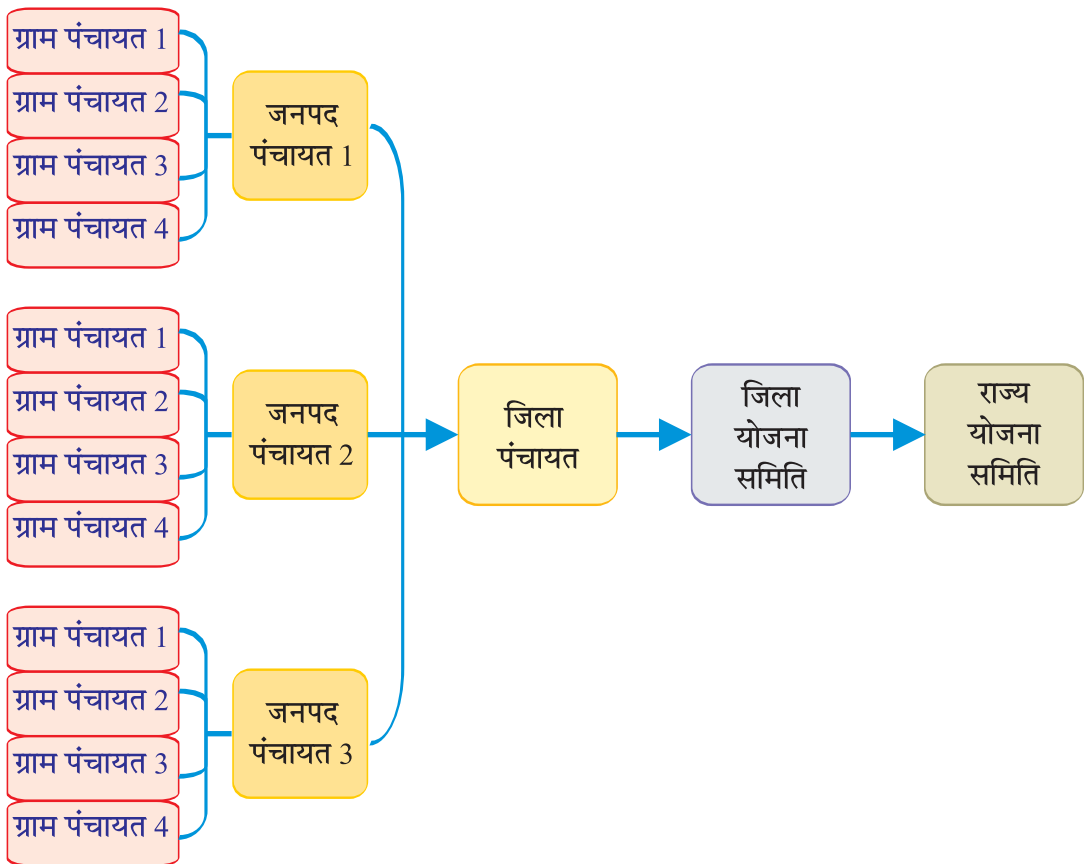 ग्राम पंचायत 1
ग्राम पंचायत 2
ग्राम पंचायत 3
ग्राम पंचायत 4
जनपद
पंचायत 1
ग्राम पंचायत 1
ग्राम पंचायत 2
ग्राम पंचायत 3
ग्राम पंचायत 4
जनपद
पंचायत 2
ग्राम पंचायत 1
ग्राम पंचायत 2
ग्राम पंचायत 3
ग्राम पंचायत 4
जनपद
पंचायत 3
जिला
पंचायत
जिला
योजना
समिति
राज्य
योजना
समिति